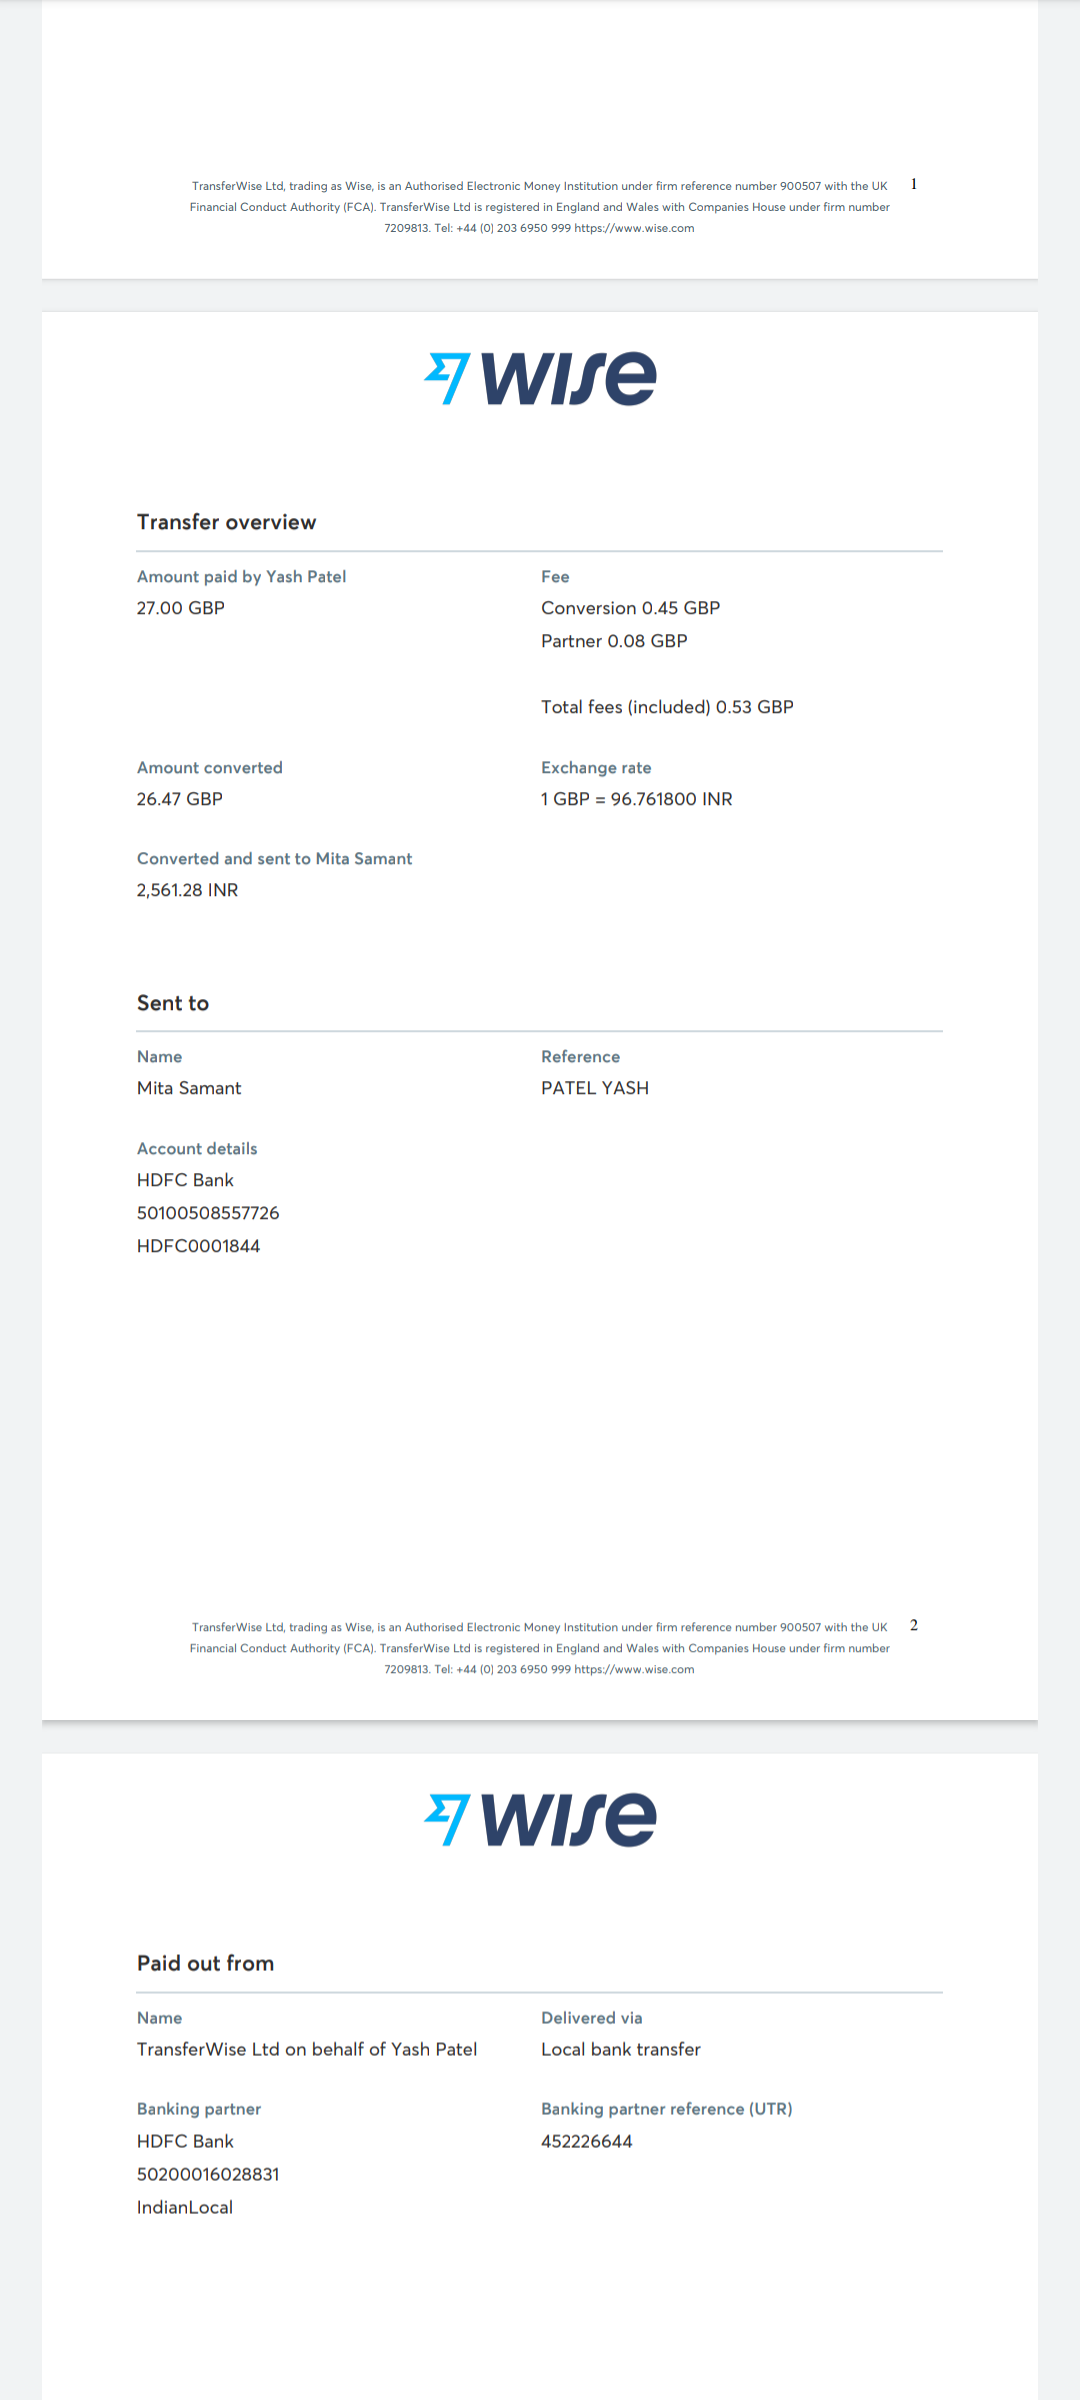 TransferWise Ltd, trading as Wise, is an Authorised Electronic Money Institution under firm reference number 900507 with the UK 1
Financial Conduct Authority (FCA). TransferWise Ltd is registered in England and Wales with Companies House under firm number
7209813. Tel: +44 (0) 203 6950 999 https://www.wise.com
wise
Transfer overview
Amount paid by Yash Patel
27.00 GBP
Fee
Conversion 0.45 GBP
Partner 0.08 GBP
Total fees (included) 0.53 GBP
Amount converted
26.47 GBP
Exchange rate
1 GBP = 96.761800 INR
Converted and sent to Mita Samant
2,561.28 INR
Sent to
Name
Mita Samant
Reference
PATEL YASH
Account details
HDFC Bank
50100508557726
HDFC0001844
TransferWise Ltd, trading as Wise, is an Authorised Electronic Money Institution under firm reference number 900507 with the UK 2
Financial Conduct Authority (FCA). TransferWise Ltd is registered in England and Wales with Companies House under firm number
7209813. Tel: +44 (0) 203 6950 999 https://www.wise.com
wise
Paid out from
Name
TransferWise Ltd on behalf of Yash Patel
Delivered via
Local bank transfer
Banking partner
HDFC Bank
50200016028831
IndianLocal
Banking partner reference (UTR)
452226644